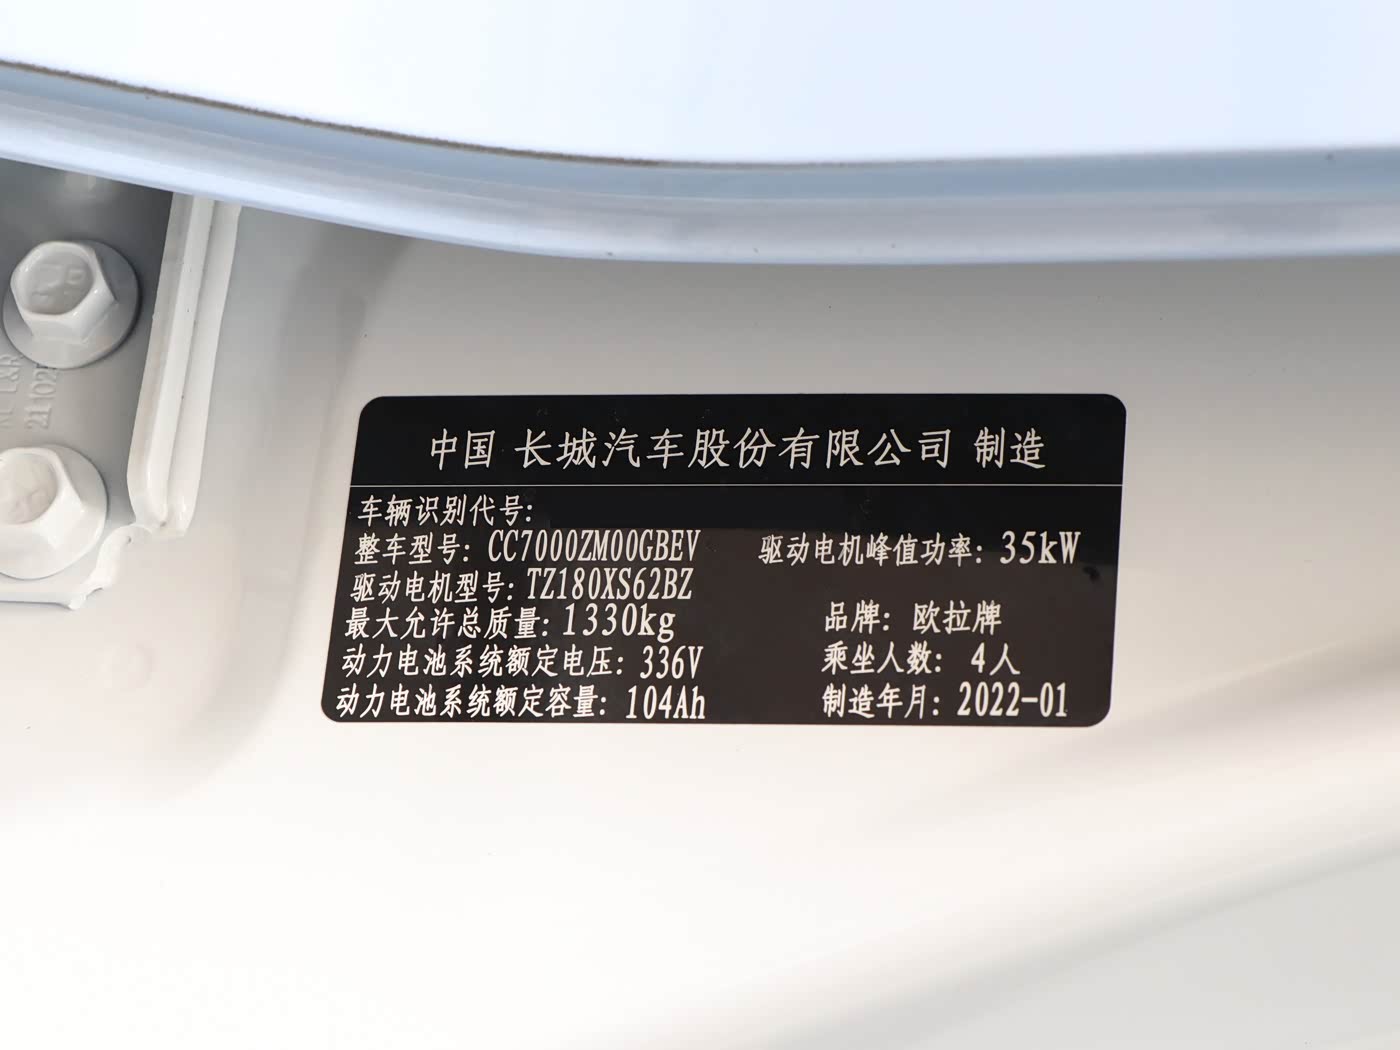 中国 长城汽车股份有限公司 制造
车辆识别代号:
整车型号: CC7000ZM00GBEV 驱动电机峰值功率: 35kW
驱动电机型号: TZ180XS62BZ
最大允许总质量: 1330kg 品牌: 欧拉牌
动力电池系统额定电压: 336V 乘坐人数: 4人
动力电池系统额定容量: 104Ah 制造年月: 2022-01